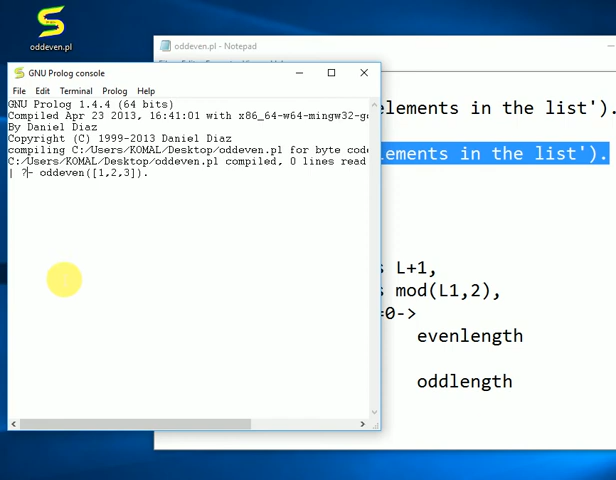 oddeven.pl
oddeven.pl - Notepad
GNU Prolog console
File Edit Terminal Prolog Help
GNU Prolog 1.4.4 (64 bits)
Compiled Apr 23 2013, 16:41:01 with x86_64-w64-mingw32-gc
By Daniel Diaz
Copyright (C) 1999-2013 Daniel Diaz
compiling C:/Users/KOMAL/Desktop/oddeven.pl for byte code
C:/Users/KOMAL/Desktop/oddeven.pl compiled, 0 lines read
| ?- oddeven([1,2,3]).
elements in the list').
ements in the list').
s L+1,
s mod(L1,2),
=0->
evenlength
oddlength